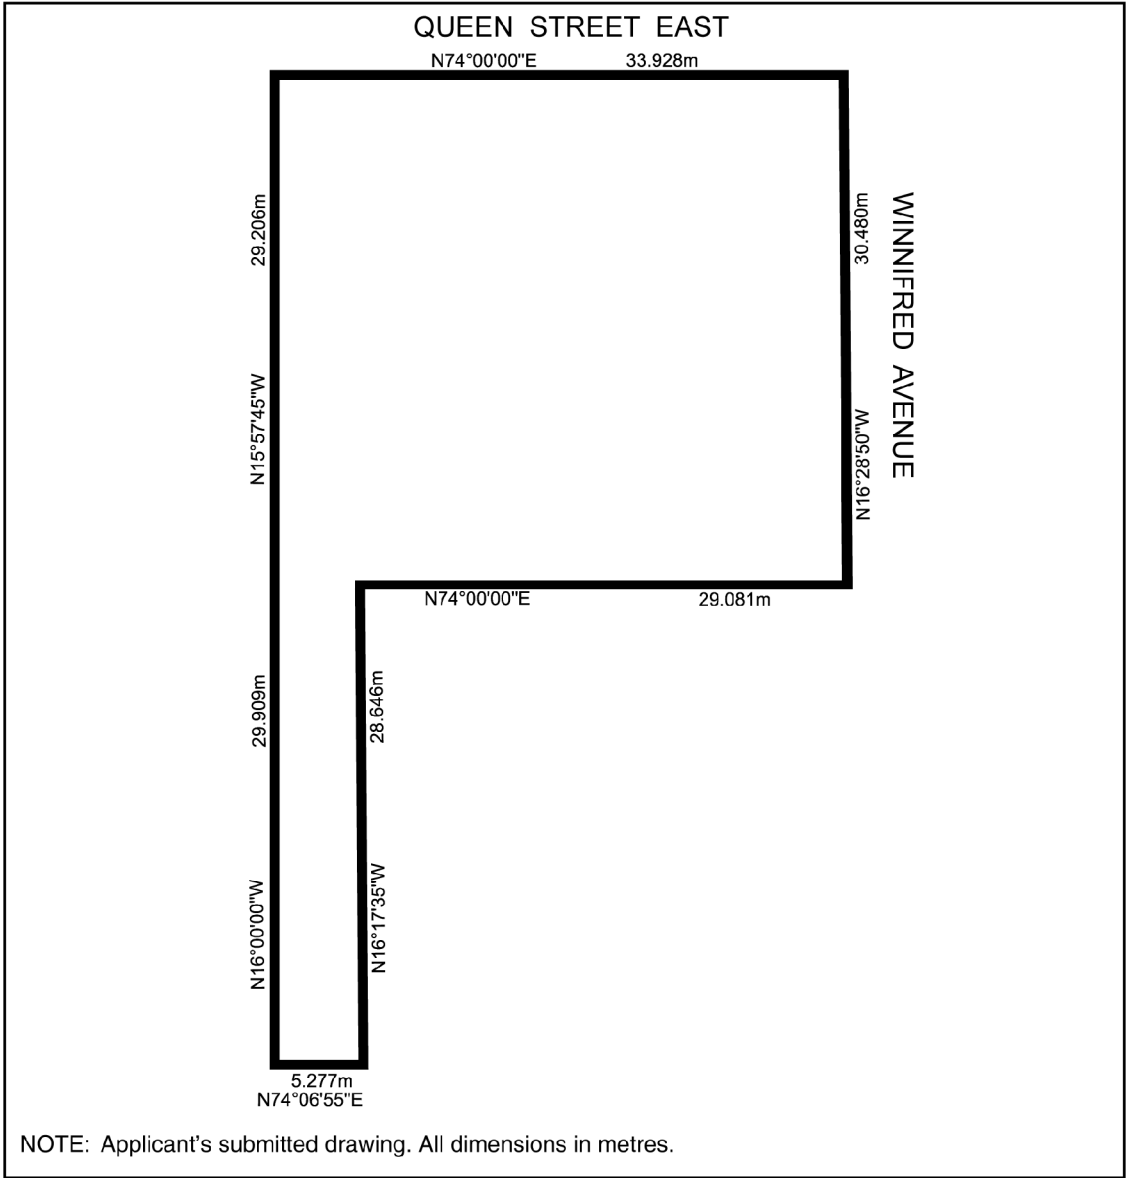 QUEEN STREET EAST
N74°00'00"E 33.928m
29.206m
N15°57'45"W
30.480m
N16°28'50"W
WINNIFRED AVENUE
N74°00'00"E 29.081m
29.909m
N16°00'00"W
28.646m
N16°17'35"W
5.277m
N74°06'55"E
NOTE: Applicant's submitted drawing. All dimensions in metres.